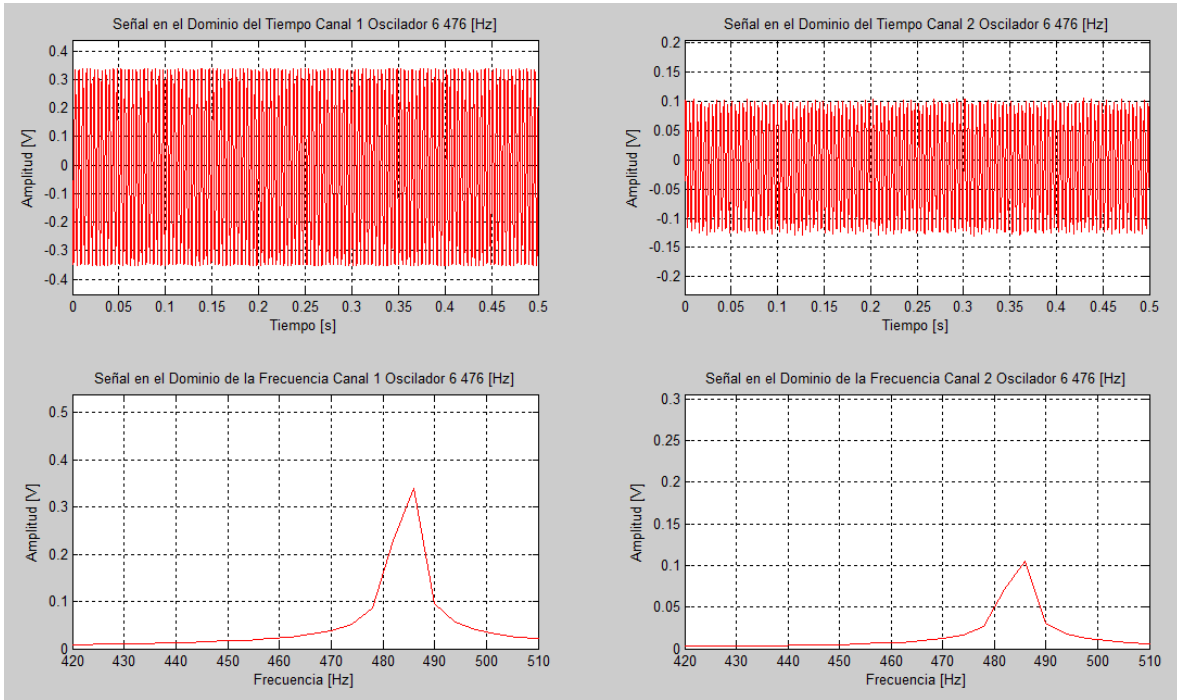 Señal en el Dominio del Tiempo Canal 1 Oscilador 6 476 [Hz]
0.4
0.3
0.2
0.1
0
-0.1
-0.2
-0.3
-0.4
Amplitud [V]
0 0.05 0.1 0.15 0.2 0.25 0.3 0.35 0.4 0.45 0.5
Tiempo [s]
Señal en el Dominio del Tiempo Canal 2 Oscilador 6 476 [Hz]
0.2
0.15
0.1
0.05
0
-0.05
-0.1
-0.15
-0.2
Amplitud [V]
0 0.05 0.1 0.15 0.2 0.25 0.3 0.35 0.4 0.45 0.5
Tiempo [s]
Señal en el Dominio de la Frecuencia Canal 1 Oscilador 6 476 [Hz]
0.5
0.4
0.3
0.2
0.1
0
Amplitud [V]
420 430 440 450 460 470 480 490 500 510
Frecuencia [Hz]
Señal en el Dominio de la Frecuencia Canal 2 Oscilador 6 476 [Hz]
0.3
0.25
0.2
0.15
0.1
0.05
0
Amplitud [V]
420 430 440 450 460 470 480 490 500 510
Frecuencia [Hz]